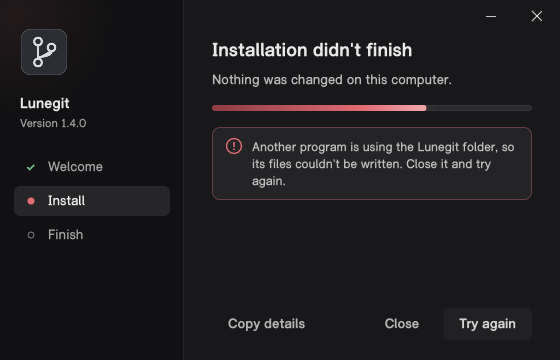 Lunegit
Version 1.4.0
Welcome
Install
Finish
Installation didn't finish
Nothing was changed on this computer.
Another program is using the Lunegit folder, so
its files couldn't be written. Close it and try
again.
Copy details
Close
Try again